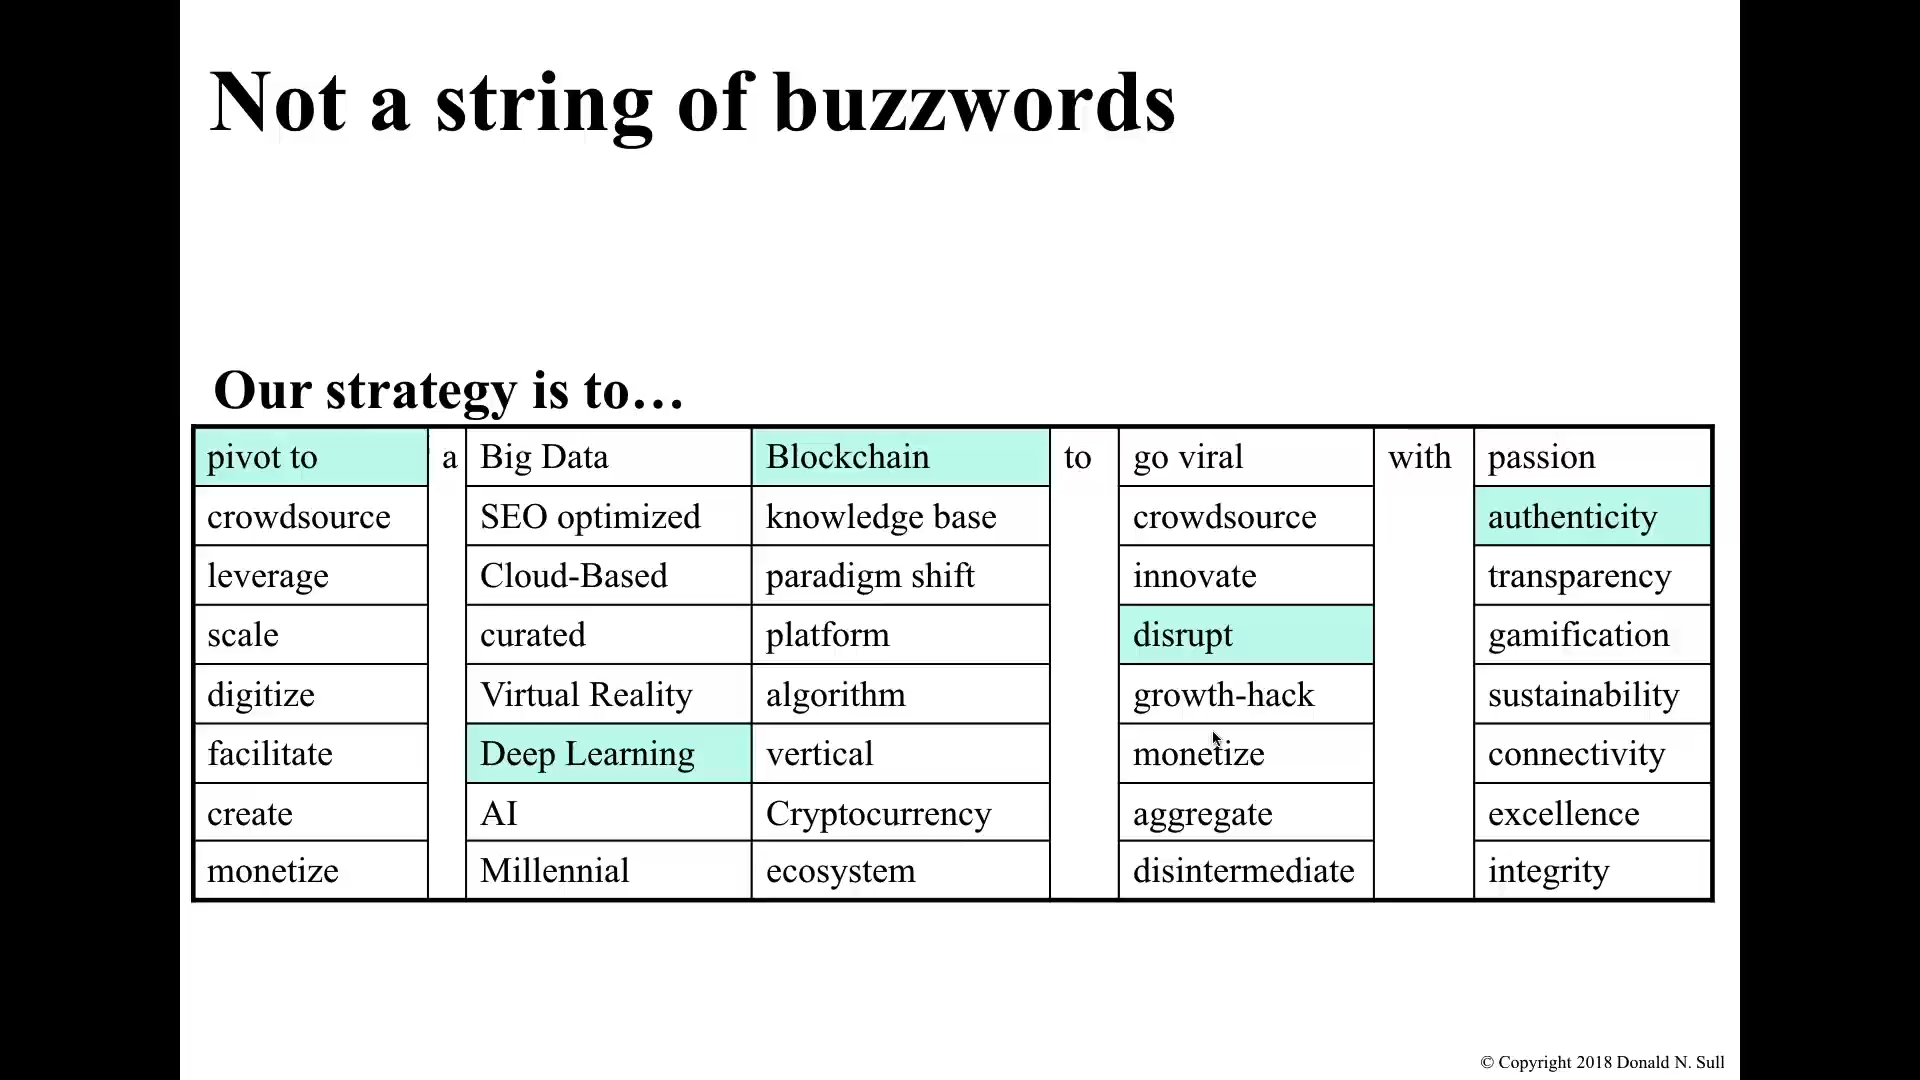 Not a string of buzzwords
Our strategy is to…
pivot to a Big Data Blockchain to go viral with passion
crowdsource SEO optimized knowledge base crowdsource authenticity
leverage Cloud-Based paradigm shift innovate transparency
scale curated platform disrupt gamification
digitize Virtual Reality algorithm growth-hack sustainability
facilitate Deep Learning vertical monetize connectivity
create AI Cryptocurrency aggregate excellence
monetize Millennial ecosystem disintermediate integrity
© Copyright 2018 Donald N. Sull